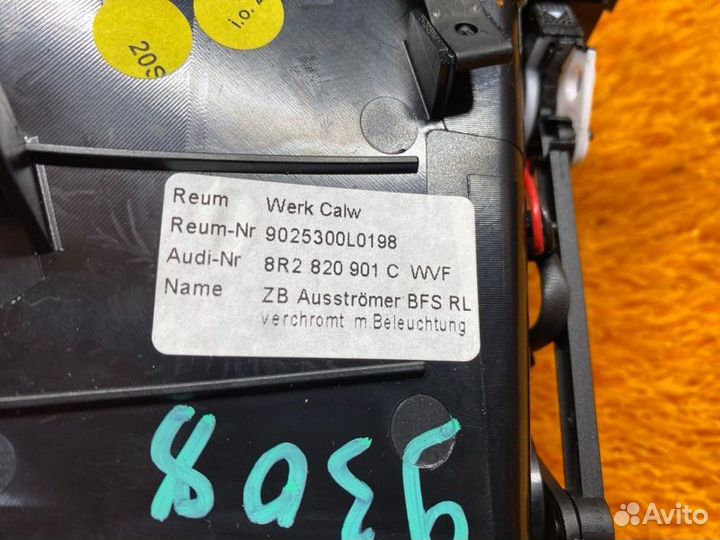 i.o.
20S
Reum Werk Calw
Reum-Nr 9025300L0198
Audi-Nr 8R2 820 901 C WVF
Name ZB Ausströmer BFS RL
verchromt m.Beleuchtung
9308
Avito